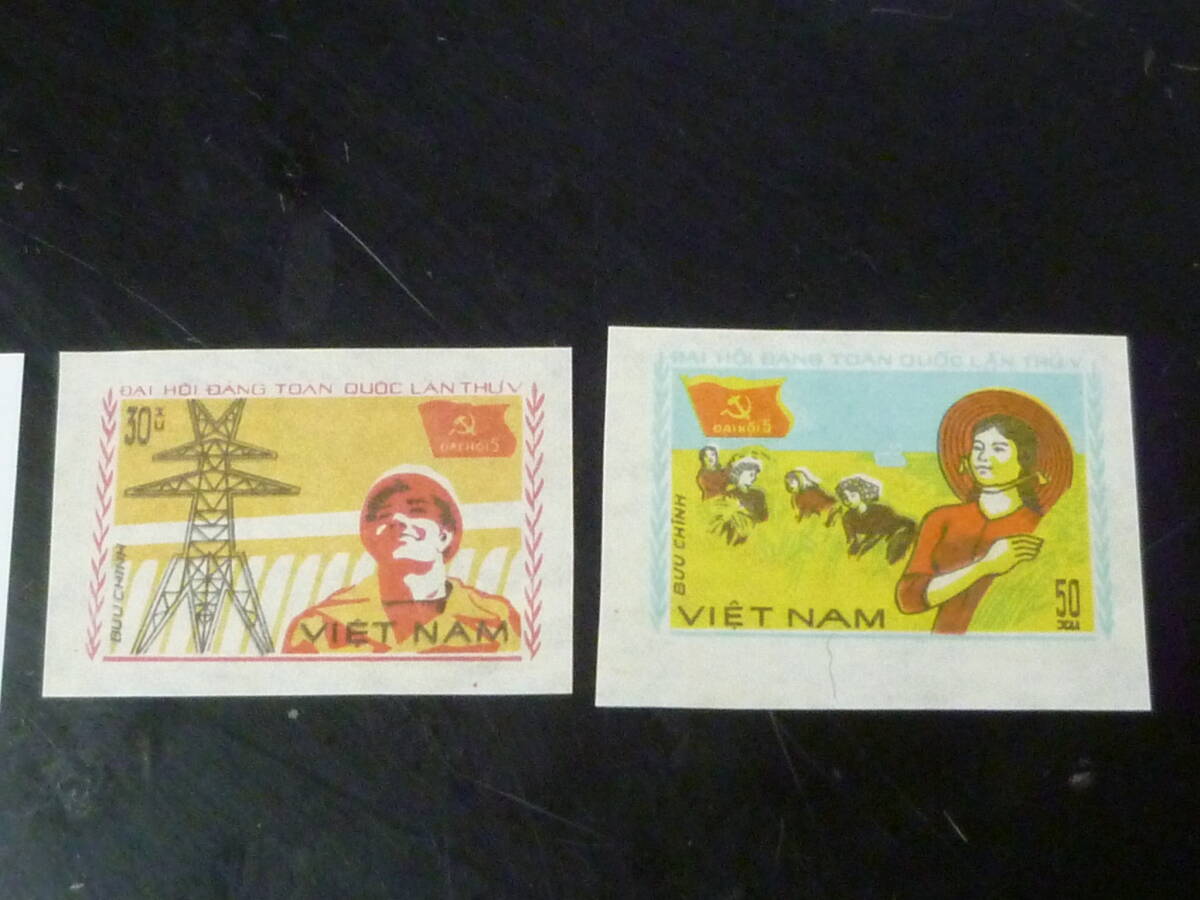 ĐẠI HỘI ĐẢNG TOÀN QUỐC LẦN THỨ V
30 XU
ĐẠI HỘI 5
BƯU CHÍNH
VIỆT NAM
ĐẠI HỘI ĐẢNG TOÀN QUỐC LẦN THỨ V
ĐẠI HỘI 5
BƯU CHÍNH
VIỆT NAM
50
XU